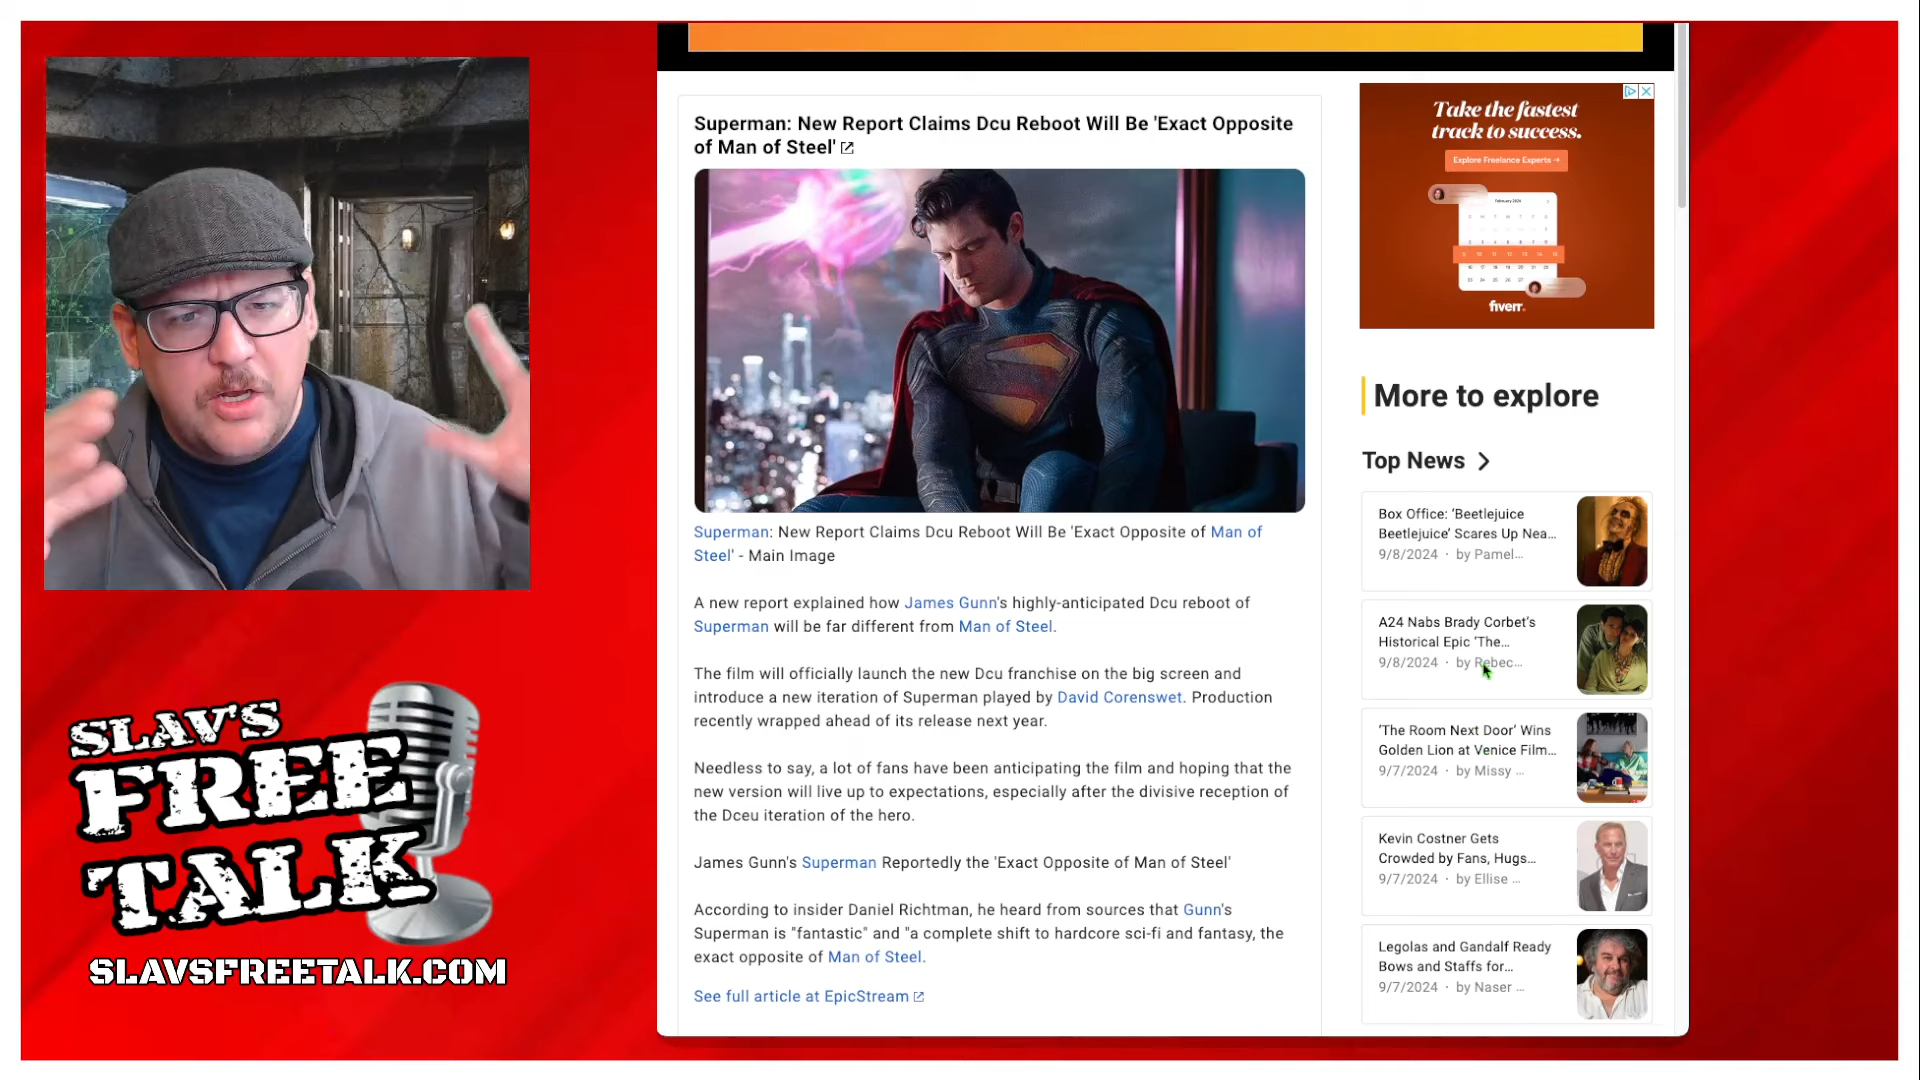 Superman: New Report Claims Dcu Reboot Will Be 'Exact Opposite
of Man of Steel'
Superman: New Report Claims Dcu Reboot Will Be 'Exact Opposite of Man of
Steel' - Main Image
A new report explained how James Gunn's highly-anticipated Dcu reboot of
Superman will be far different from Man of Steel.
The film will officially launch the new Dcu franchise on the big screen and
introduce a new iteration of Superman played by David Corenswet. Production
recently wrapped ahead of its release next year.
Needless to say, a lot of fans have been anticipating the film and hoping that the
new version will live up to expectations, especially after the divisive reception of
the Dceu iteration of the hero.
James Gunn's Superman Reportedly the 'Exact Opposite of Man of Steel'
According to insider Daniel Richtman, he heard from sources that Gunn's
Superman is "fantastic" and "a complete shift to hardcore sci-fi and fantasy, the
exact opposite of Man of Steel.
See full article at EpicStream
Take the fastest
track to success.
Explore Freelance Experts →
February 2024
fiverr.
More to explore
Top News
Box Office: ‘Beetlejuice
Beetlejuice’ Scares Up Nea...
9/8/2024 · by Pamel...
A24 Nabs Brady Corbet’s
Historical Epic ‘The...
9/8/2024 · by Rebec...
‘The Room Next Door’ Wins
Golden Lion at Venice Film...
9/7/2024 · by Missy ...
Kevin Costner Gets
Crowded by Fans, Hugs...
9/7/2024 · by Ellise ...
Legolas and Gandalf Ready
Bows and Staffs for...
9/7/2024 · by Naser ...
SLAV'S
FREE
TALK
SLAVSFREETALK.COM